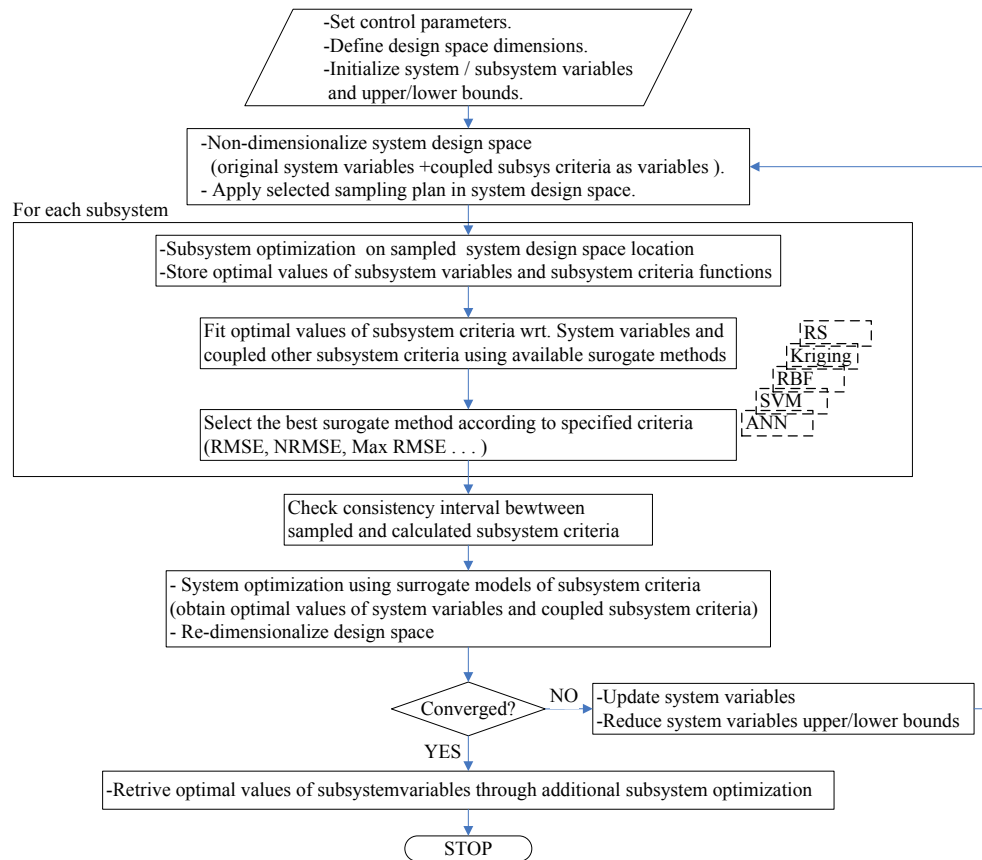 -Set control parameters.
-Define design space dimensions.
-Initialize system / subsystem variables
and upper/lower bounds.
-Non-dimensionalize system design space
(original system variables +coupled subsys criteria as variables ).
- Apply selected sampling plan in system design space.
For each subsystem
-Subsystem optimization on sampled system design space location
-Store optimal values of subsystem variables and subsystem criteria functions
Fit optimal values of subsystem criteria wrt. System variables and
coupled other subsystem criteria using available surogate methods
RS
Kriging
RBF
SVM
ANN
Select the best surogate method according to specified criteria
(RMSE, NRMSE, Max RMSE . . . )
Check consistency interval bewtween
sampled and calculated subsystem criteria
- System optimization using surrogate models of subsystem criteria
(obtain optimal values of system variables and coupled subsystem criteria)
- Re-dimensionalize design space
Converged?
NO
-Update system variables
-Reduce system variables upper/lower bounds
YES
-Retrive optimal values of subsystemvariables through additional subsystem optimization
STOP